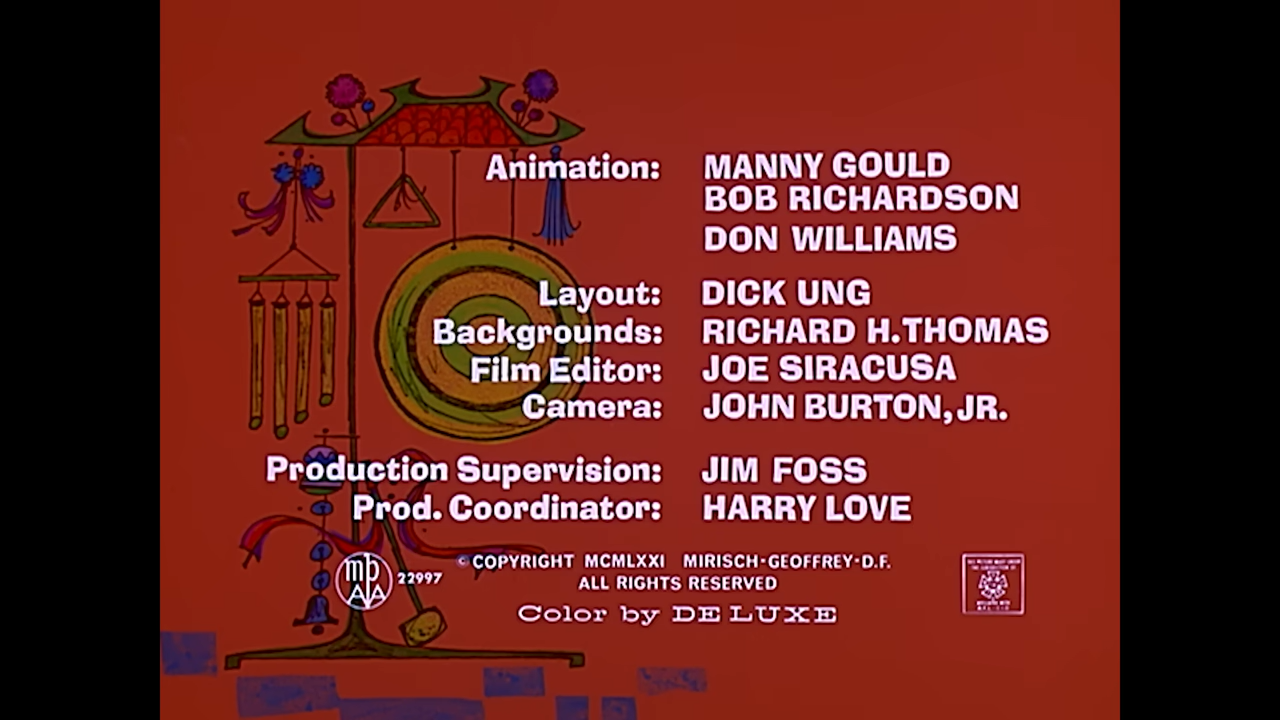 Animation: MANNY GOULD
BOB RICHARDSON
DON WILLIAMS
Layout: DICK UNG
Backgrounds: RICHARD H. THOMAS
Film Editor: JOE SIRACUSA
Camera: JOHN BURTON, JR.
Production Supervision: JIM FOSS
Prod. Coordinator: HARRY LOVE
© COPYRIGHT MCMLXXI MIRISCH-GEOFFREY-D.F.
mpAA 22997
ALL RIGHTS RESERVED
Color by DE LUXE